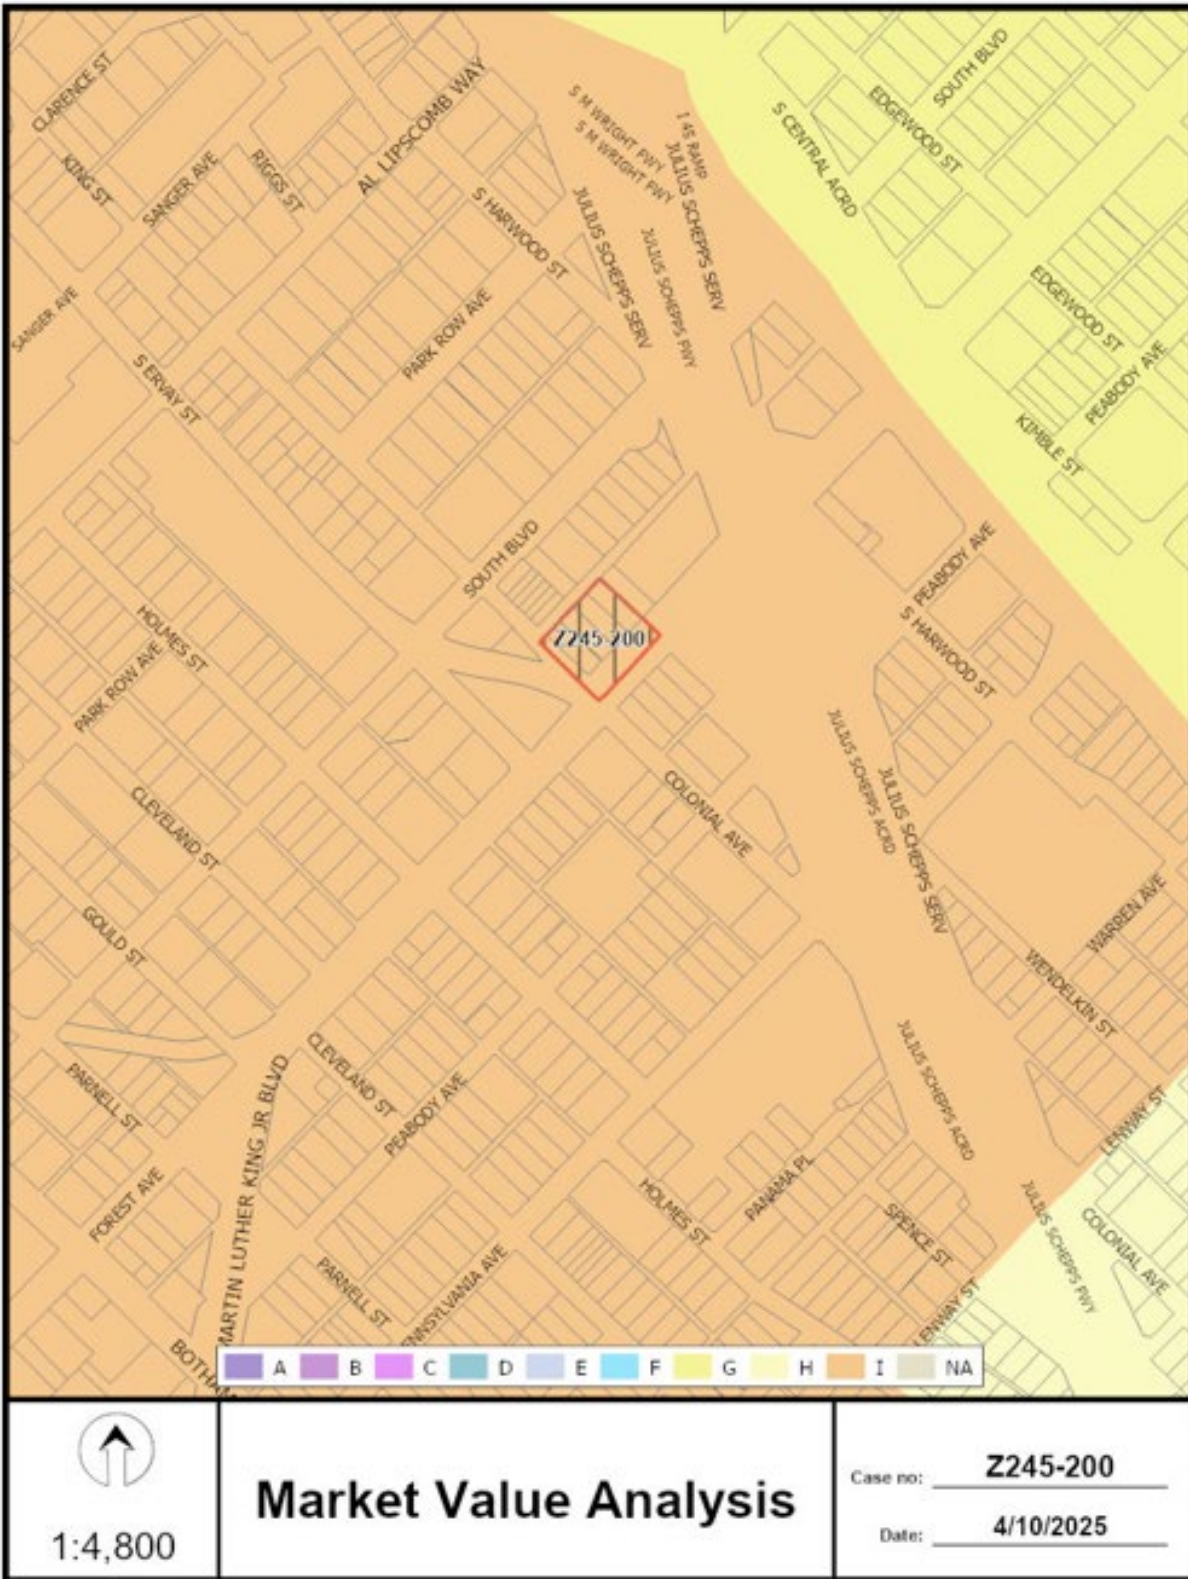 CLARENCE ST
KING ST
SANGER AVE
RIGGS ST
AL LIPSCOMB WAY
S HARWOOD ST
S M WRIGHT FWY
S M WRIGHT FWY
I 45 RAMP
JULIUS SCHEPPS SERV
JULIUS SCHEPPS SERV
JULIUS SCHEPPS FWY
S CENTRAL ACRD
EDGEWOOD ST
SOUTH BLVD
SANGER AVE
S ERVAY ST
PARK ROW AVE
EDGEWOOD ST
PEABODY AVE
KIMBLE ST
SOUTH BLVD
PEABODY AVE
S HARWOOD ST
HOLMES ST
PARK ROW AVE
Z245-200
CLEVELAND ST
COLONIAL AVE
JULIUS SCHEPPS ACRD
JULIUS SCHEPPS SERV
GOULD ST
WARREN AVE
WENDELKIN ST
PARNELL ST
CLEVELAND ST
PEABODY AVE
JULIUS SCHEPPS ACRD
LENWAY ST
FOREST AVE
MARTIN LUTHER KING JR BLVD
HOLMES ST
PANAMA PL
SPENCE ST
JULIUS SCHEPPS FWY
COLONIAL AVE
PARNELL ST
ENNSYLVANIA AVE
LENWAY ST
BOTHAM
A B C D E F G H I NA
1:4,800
Market Value Analysis
Case no: Z245-200
Date: 4/10/2025